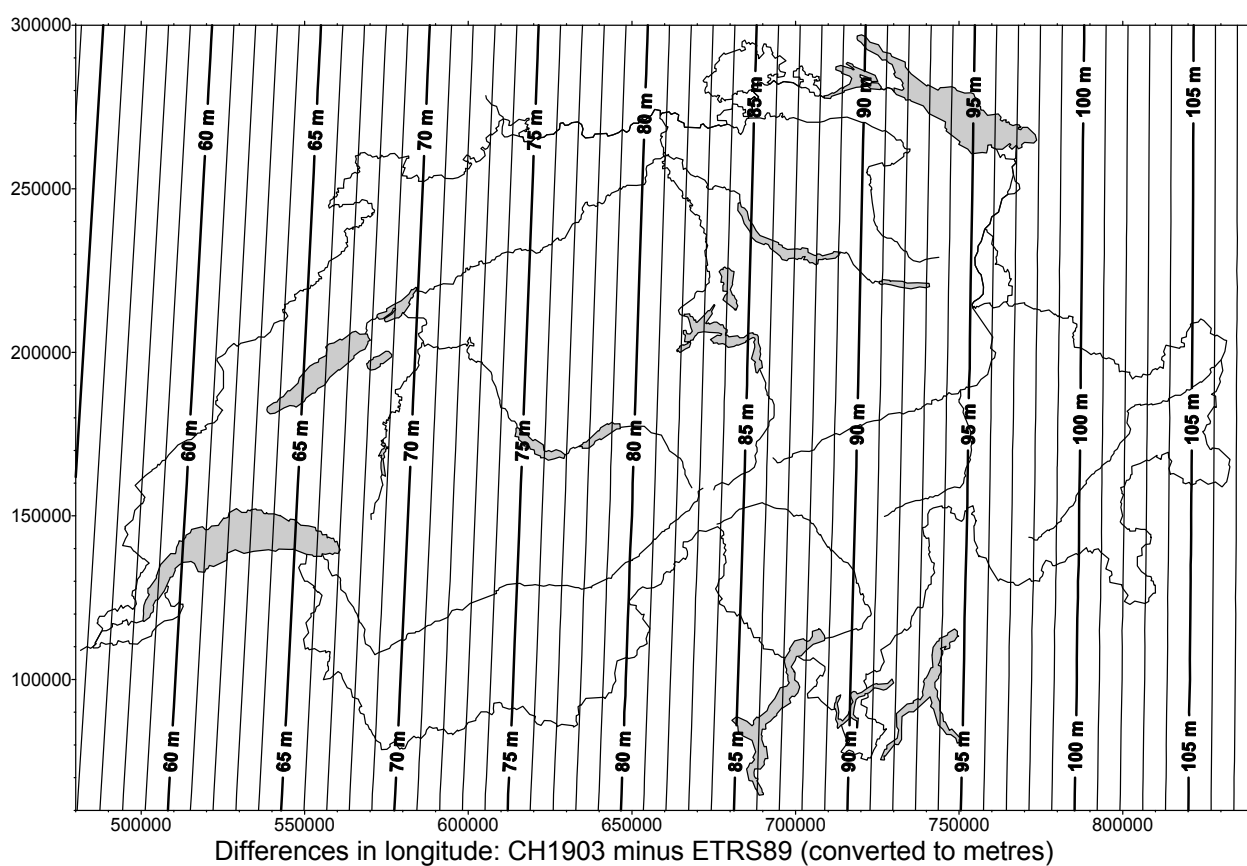 300000
60 m 65 m 70 m 75 m 80 m 85 m 90 m 95 m 100 m 105 m
250000
200000
60 m 65 m 70 m 75 m 80 m 85 m 90 m 95 m 100 m 105 m
150000
100000
60 m 65 m 70 m 75 m 80 m 85 m 90 m 95 m 100 m 105 m
500000 550000 600000 650000 700000 750000 800000
Differences in longitude: CH1903 minus ETRS89 (converted to metres)